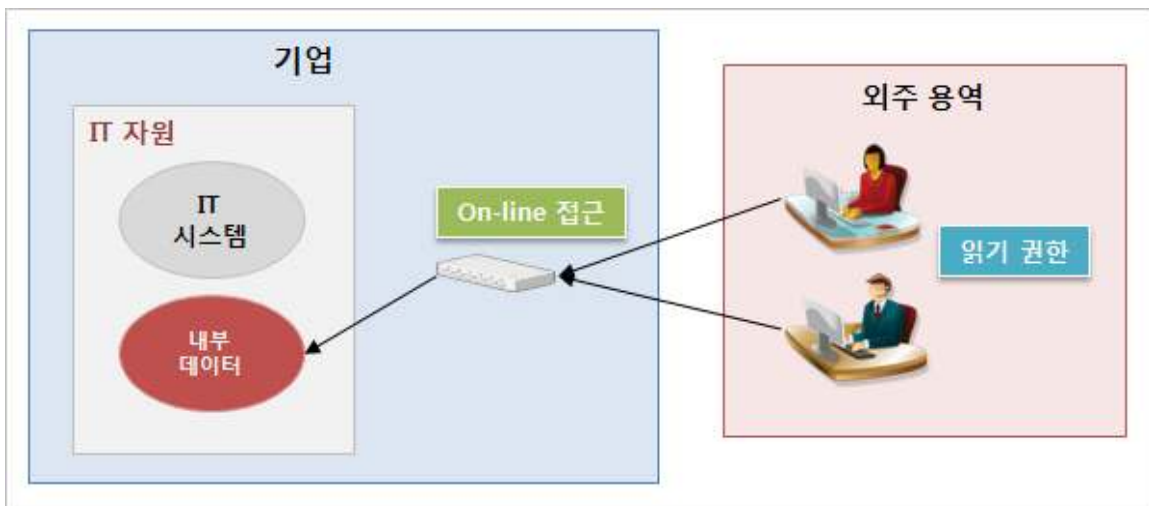 기업
IT 자원
IT
시스템
내부
데이터
On-line 접근
외주 용역
읽기 권한